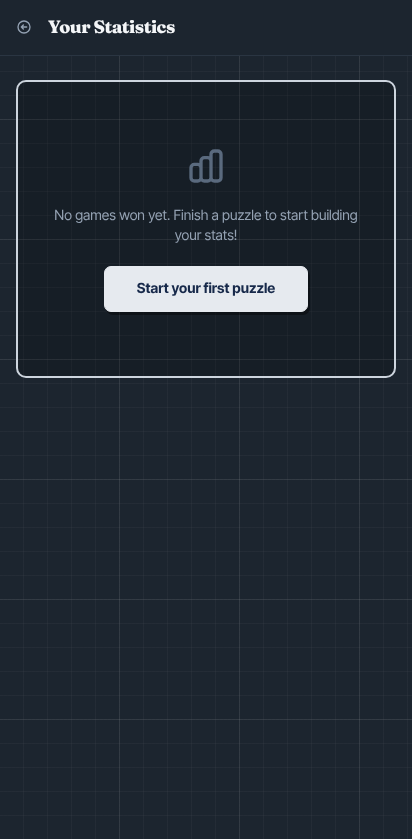 Your Statistics
No games won yet. Finish a puzzle to start building
your stats!
Start your first puzzle